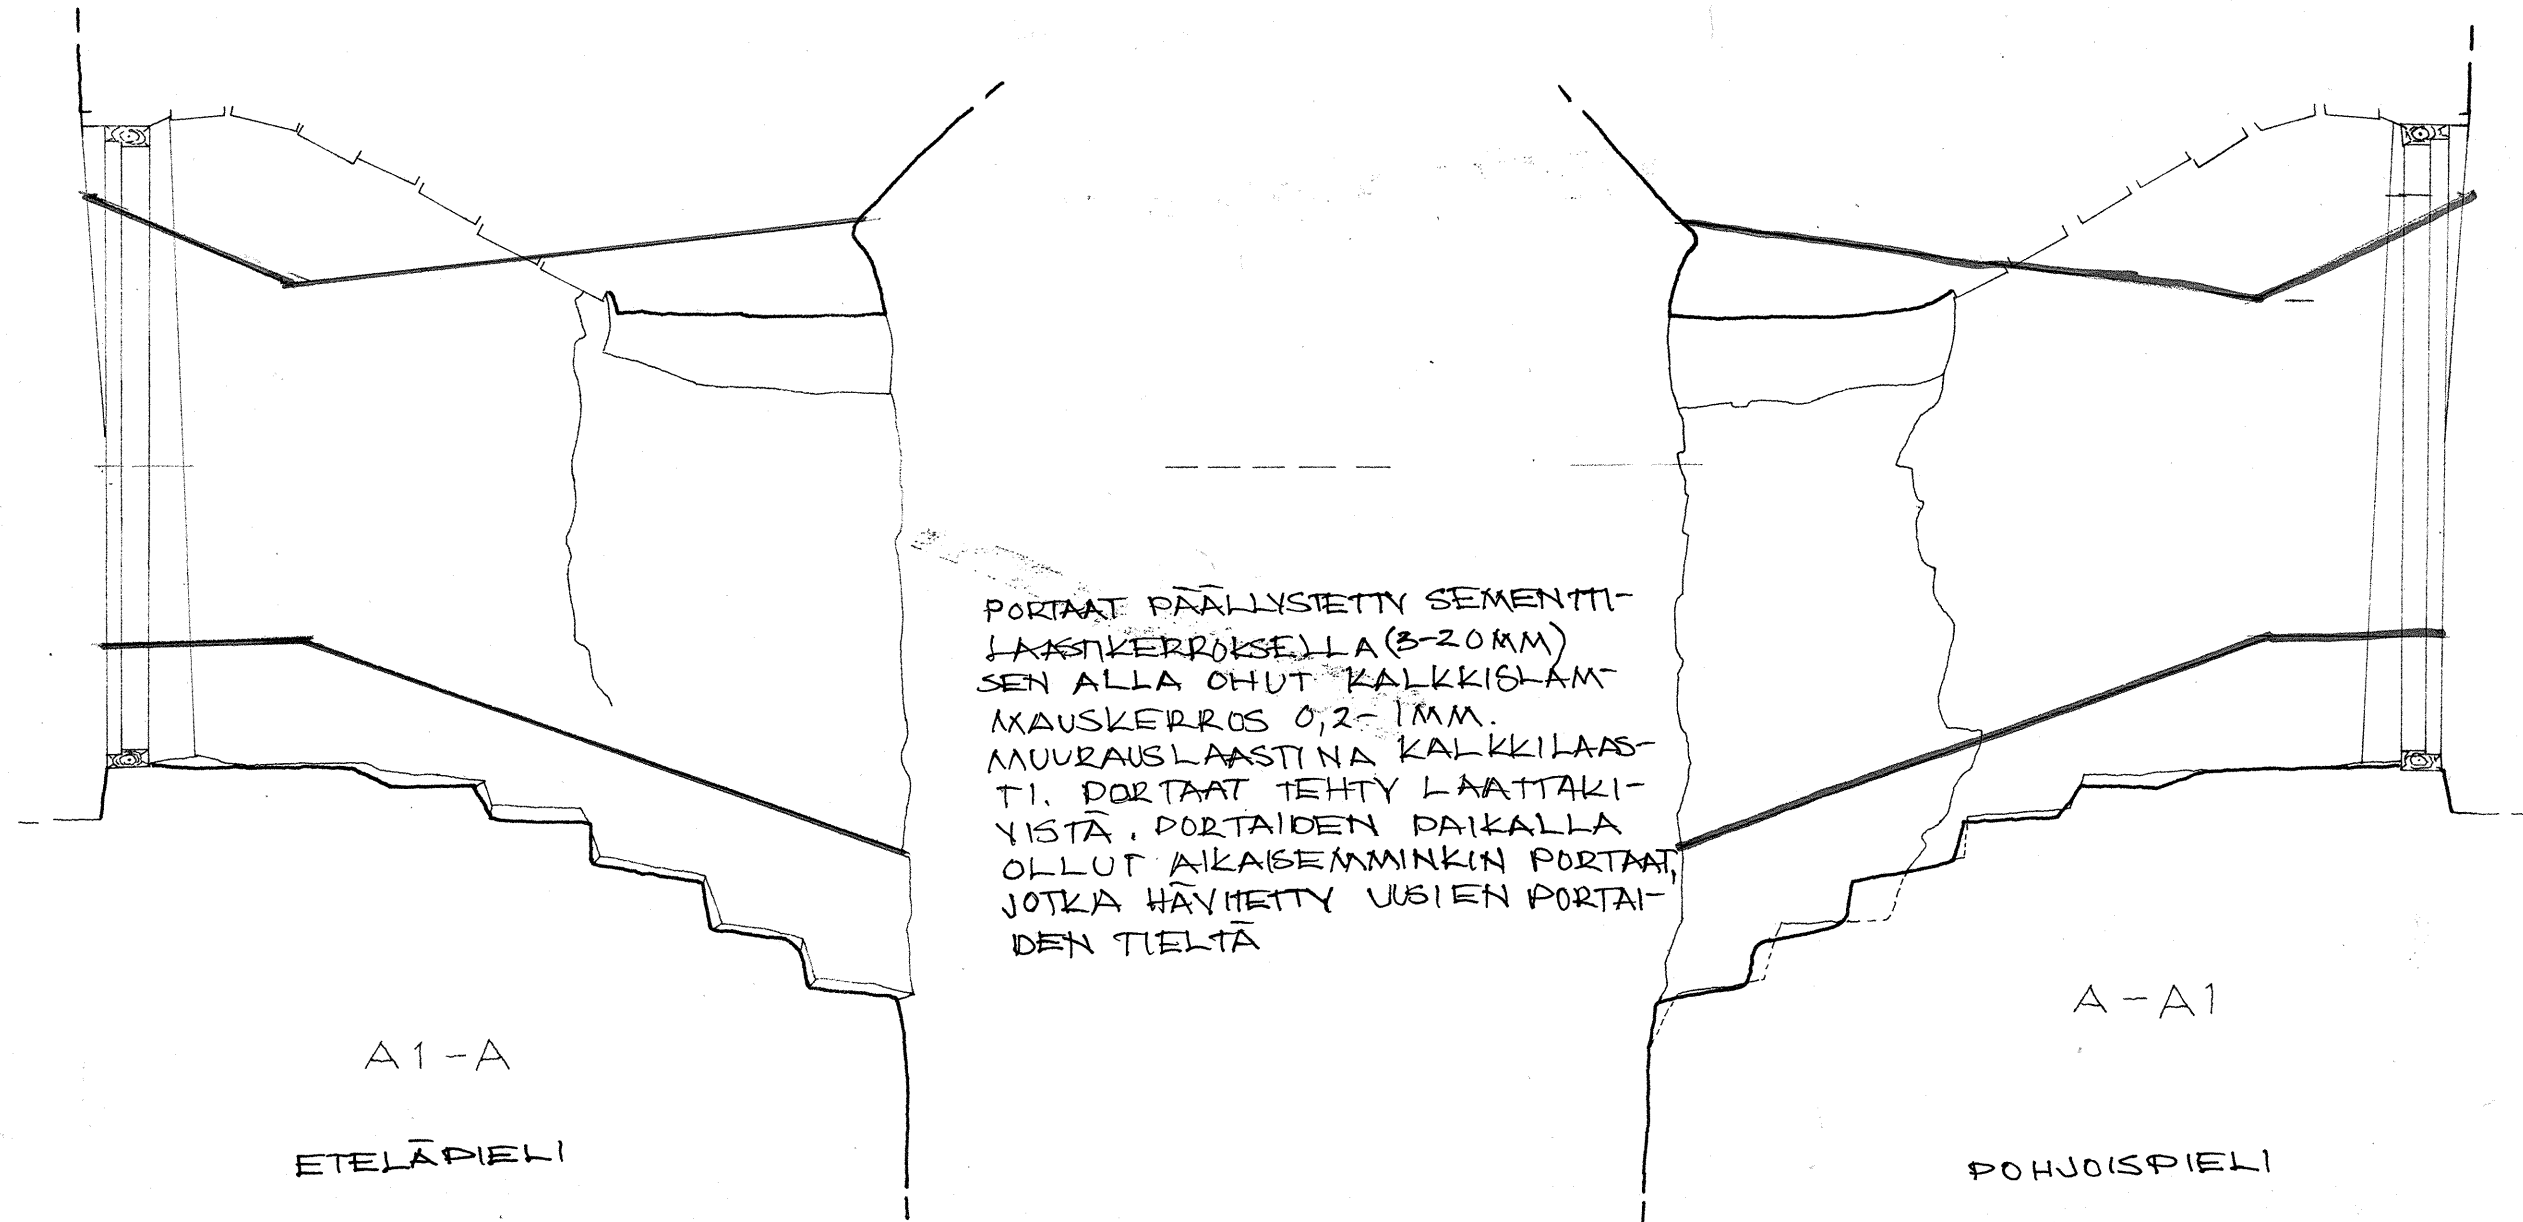 PORTAAT PÄÄLLYSTETTY SEMENTTI-
LAASTIKERROKSELLA (3-20MM)
SEN ALLA OHUT KALKKISLAM-
MAUSKERROS 0,2-1MM.
MUURAUSLAASTINA KALKKILAAS-
TI. PORTAAT TEHTY LAATTAKI-
VISTÄ. PORTAIDEN PAIKALLA
OLLUT AIKAISEMMINKIN PORTAAT,
JOTKA HÄVITETTY UUSIEN PORTAI-
DEN TIELTÄ
A1-A
ETELÄPIELI
A-A1
POHJOISPIELI